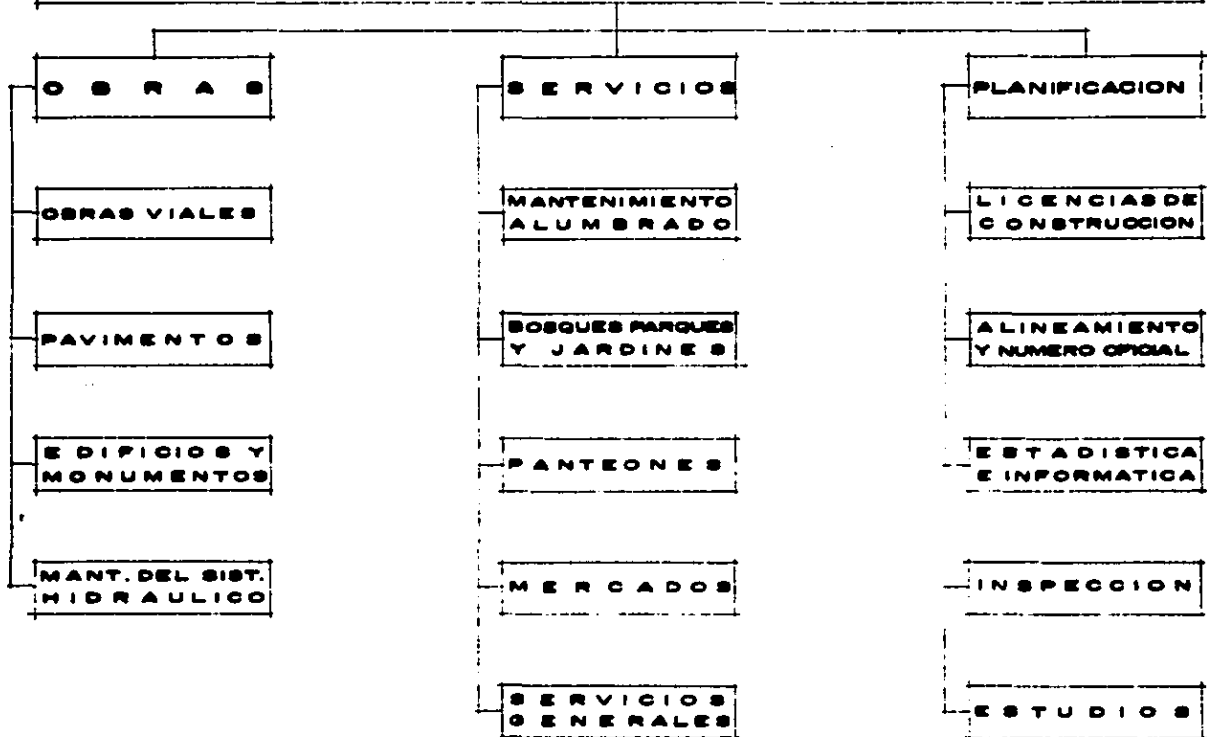 OBRAS
OBRAS VIALES
PAVIMENTOS
EDIFICIOS Y
MONUMENTOS
MANT. DEL SIST.
HIDRAULICO
SERVICIOS
MANTENIMIENTO
ALUMBRADO
BOSQUES PARQUES
Y JARDINES
PANTEONES
MERCADOS
SERVICIOS
GENERALES
PLANIFICACION
LICENCIAS DE
CONSTRUCCION
ALINEAMIENTO
Y NUMERO OFICIAL
ESTADISTICA
E INFORMATICA
INSPECCION
ESTUDIOS